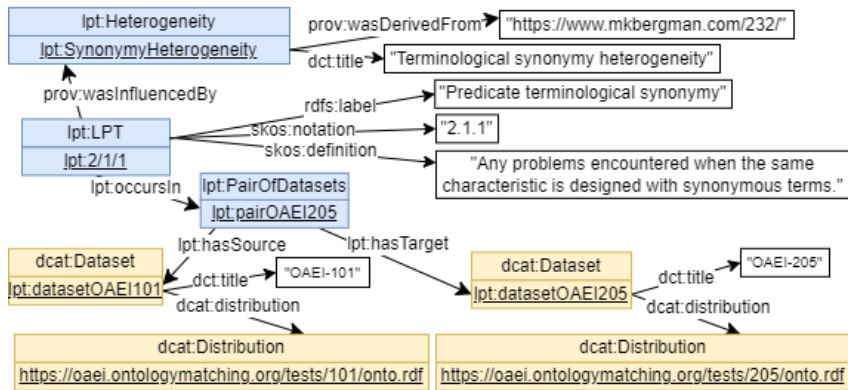 lpt:Heterogeneity
lpt:SynonymyHeterogeneity
prov:wasDerivedFrom
"https://www.mkbergman.com/232/"
dct:title
"Terminological synonymy heterogeneity"
prov:wasInfluencedBy
rdfs:label
"Predicate terminological synonymy"
lpt:LPT
lpt:2/1/1
skos:notation
"2.1.1"
skos:definition
"Any problems encountered when the same
characteristic is designed with synonymous terms."
lpt:occursIn
lpt:PairOfDatasets
lpt:pairOAEI205
lpt:hasSource
lpt:hasTarget
dcat:Dataset
lpt:datasetOAEI101
dct:title
"OAEI-101"
dcat:distribution
dcat:Dataset
lpt:datasetOAEI205
dct:title
"OAEI-205"
dcat:distribution
dcat:Distribution
https://oaei.ontologymatching.org/tests/101/onto.rdf
dcat:Distribution
https://oaei.ontologymatching.org/tests/205/onto.rdf